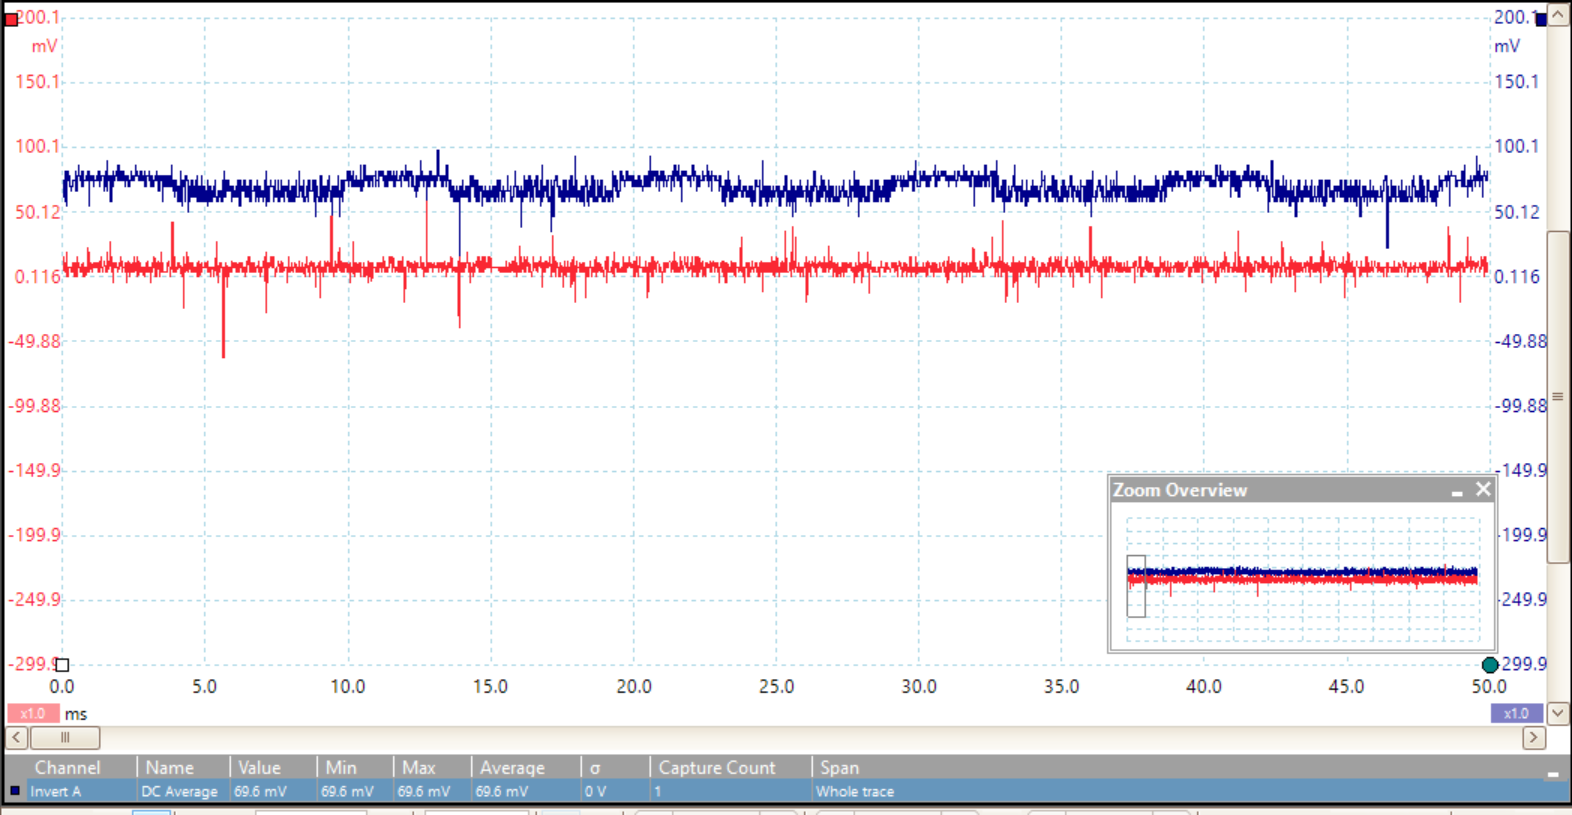 200.1 200.1
mV mV
150.1 150.1
100.1 100.1
50.12 50.12
0.116 0.116
-49.88 -49.88
-99.88 -99.88
-149.9 -149.9
Zoom Overview
-199.9 -199.9
-249.9 -249.9
-299.9 -299.9
0.0 5.0 10.0 15.0 20.0 25.0 30.0 35.0 40.0 45.0 50.0
x1.0 ms x1.0
Channel Name Value Min Max Average σ Capture Count Span
Invert A DC Average 69.6 mV 69.6 mV 69.6 mV 69.6 mV 0 V 1 Whole trace